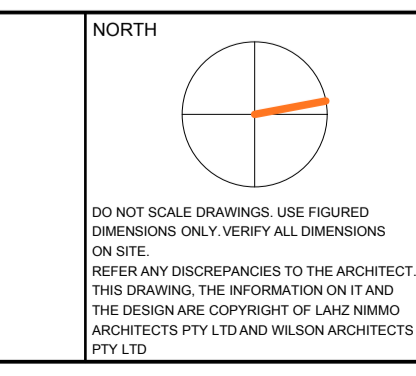 NORTH
DO NOT SCALE DRAWINGS. USE FIGURED
DIMENSIONS ONLY. VERIFY ALL DIMENSIONS
ON SITE.
REFER ANY DISCREPANCIES TO THE ARCHITECT.
THIS DRAWING, THE INFORMATION ON IT AND
THE DESIGN ARE COPYRIGHT OF LAHZ NIMMO
ARCHITECTS PTY LTD AND WILSON ARCHITECTS
PTY LTD